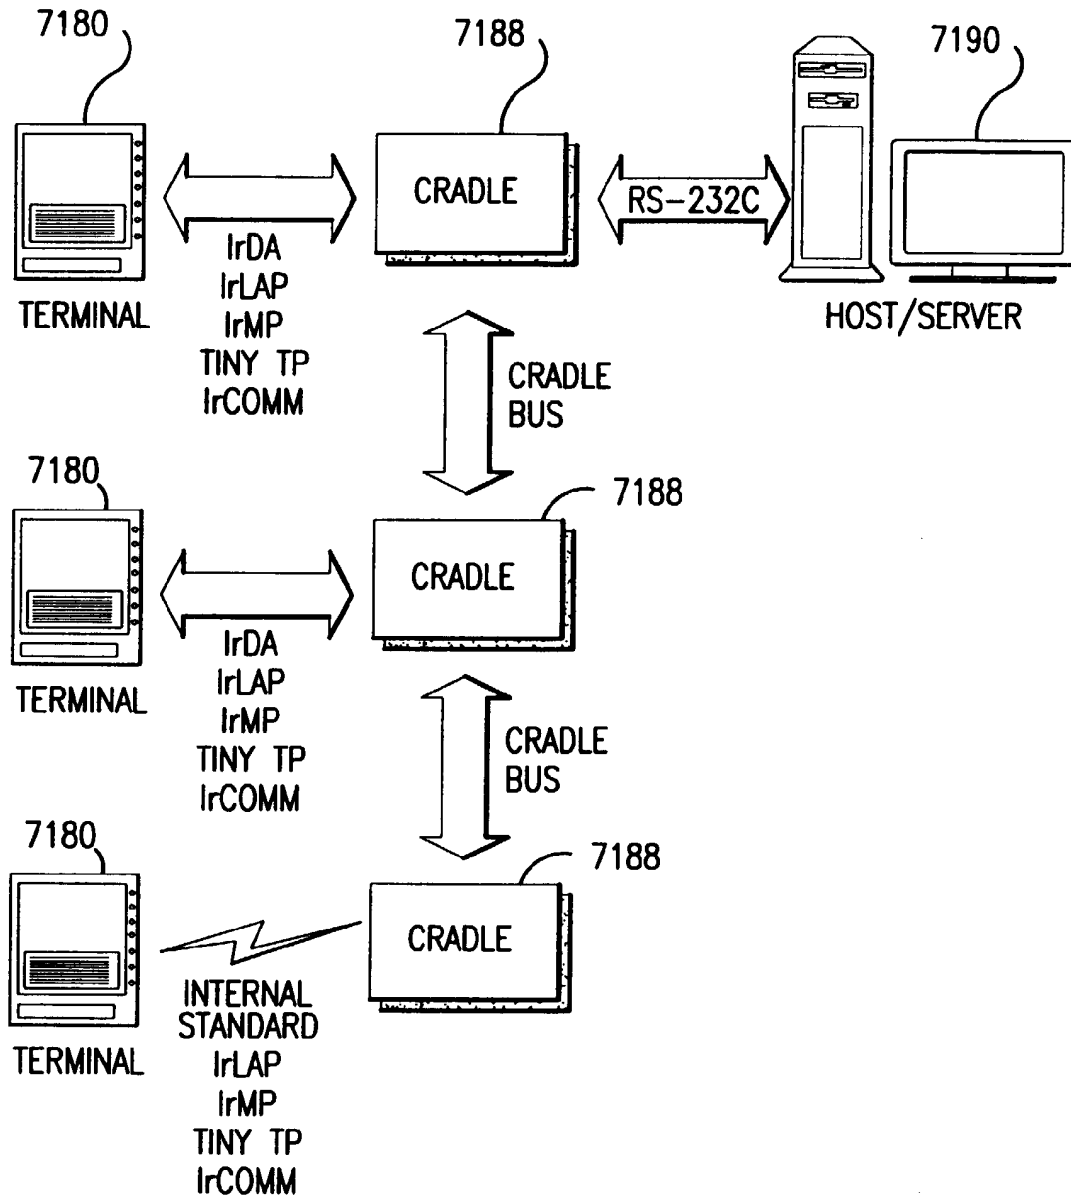 7180
7188
7190
CRADLE
RS-232C
IrDA
IrLAP
IrMP
TINY TP
IrCOMM
TERMINAL
HOST/SERVER
CRADLE
BUS
7180
7188
CRADLE
IrDA
IrLAP
IrMP
TINY TP
IrCOMM
TERMINAL
CRADLE
BUS
7180
7188
CRADLE
INTERNAL
STANDARD
IrLAP
IrMP
TINY TP
IrCOMM
TERMINAL